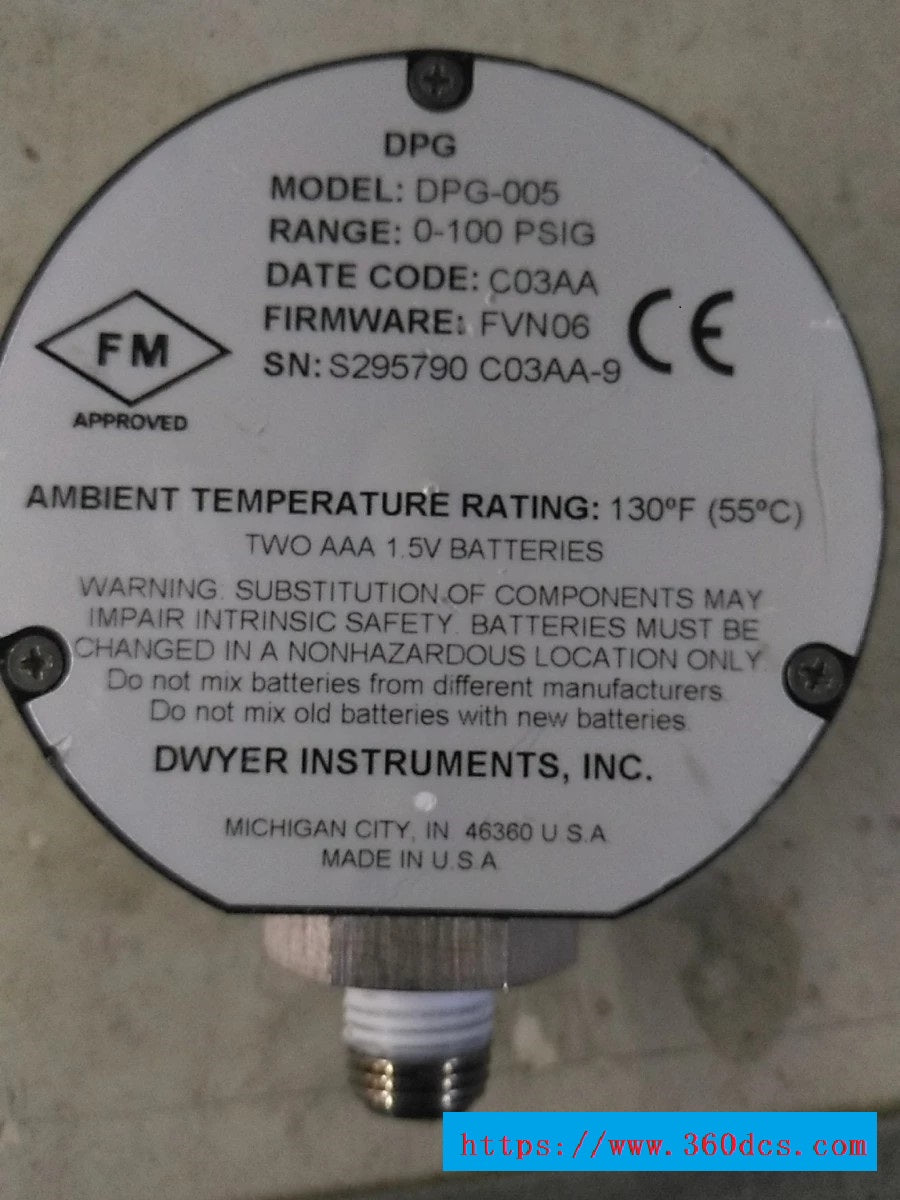 DPG
MODEL: DPG-005
RANGE: 0-100 PSIG
DATE CODE: C03AA
FIRMWARE: FVN06
SN: S295790 C03AA-9
FM
APPROVED
CE
AMBIENT TEMPERATURE RATING: 130ºF (55ºC)
TWO AAA 1.5V BATTERIES
WARNING: SUBSTITUTION OF COMPONENTS MAY
IMPAIR INTRINSIC SAFETY. BATTERIES MUST BE
CHANGED IN A NONHAZARDOUS LOCATION ONLY.
Do not mix batteries from different manufacturers.
Do not mix old batteries with new batteries.
DWYER INSTRUMENTS, INC.
MICHIGAN CITY, IN 46360 U.S.A.
MADE IN U.S.A.
https://www.360dcs.com